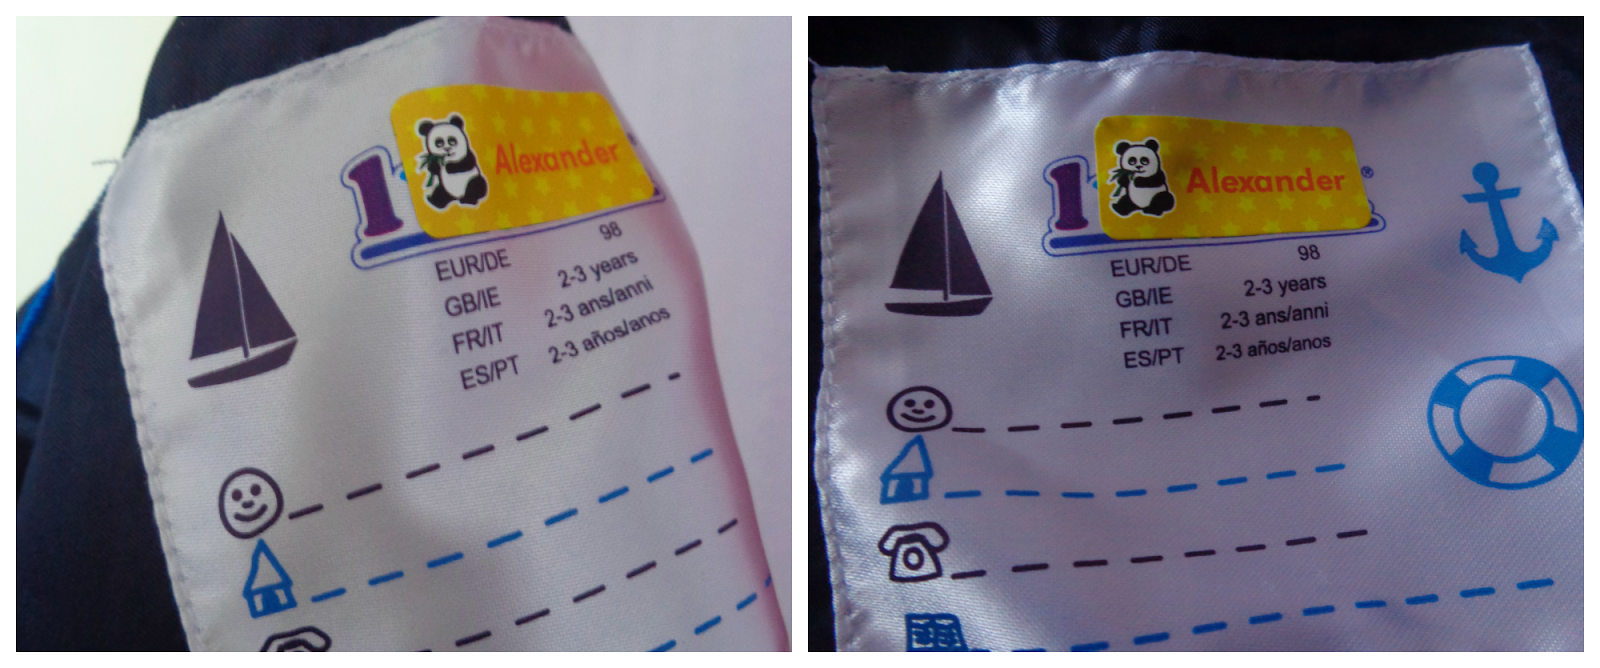 Alexander
EUR/DE 98
GB/IE 2-3 years
FR/IT 2-3 ans/anni
ES/PT 2-3 años/anos
Alexander
®
EUR/DE 98
GB/IE 2-3 years
FR/IT 2-3 ans/anni
ES/PT 2-3 años/anos